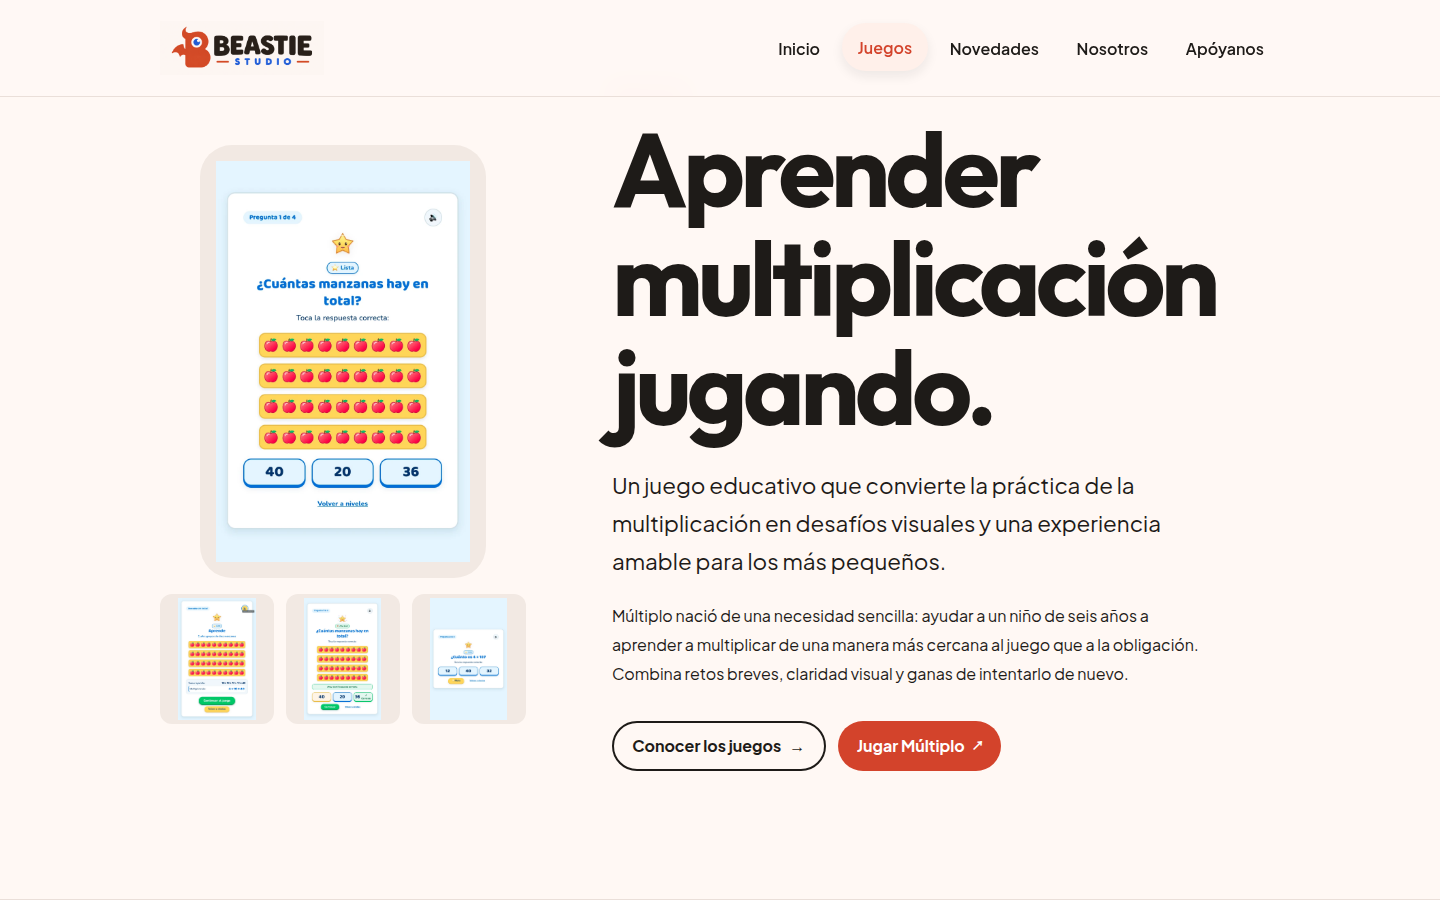 BEASTIE
STUDIO
Inicio
Juegos
Novedades
Nosotros
Apóyanos
Pregunta 1 de 4
Lista
¿Cuántas manzanas hay en
total?
Toca la respuesta correcta:
40
20
36
Volver a niveles
Aprender
multiplicación
jugando.
Un juego educativo que convierte la práctica de la
multiplicación en desafíos visuales y una experiencia
amable para los más pequeños.
Múltiplo nació de una necesidad sencilla: ayudar a un niño de seis años a
aprender a multiplicar de una manera más cercana al juego que a la obligación.
Combina retos breves, claridad visual y ganas de intentarlo de nuevo.
Conocer los juegos →
Jugar Múltiplo ↗